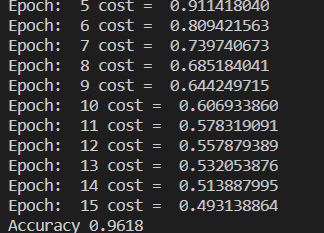 Epoch:  5 cost =  0.911418040
Epoch:  6 cost =  0.809421563
Epoch:  7 cost =  0.739740673
Epoch:  8 cost =  0.685184041
Epoch:  9 cost =  0.644249715
Epoch:  10 cost =  0.606933860
Epoch:  11 cost =  0.578319091
Epoch:  12 cost =  0.557879389
Epoch:  13 cost =  0.532053876
Epoch:  14 cost =  0.513887995
Epoch:  15 cost =  0.493138864
Accuracy 0.9618